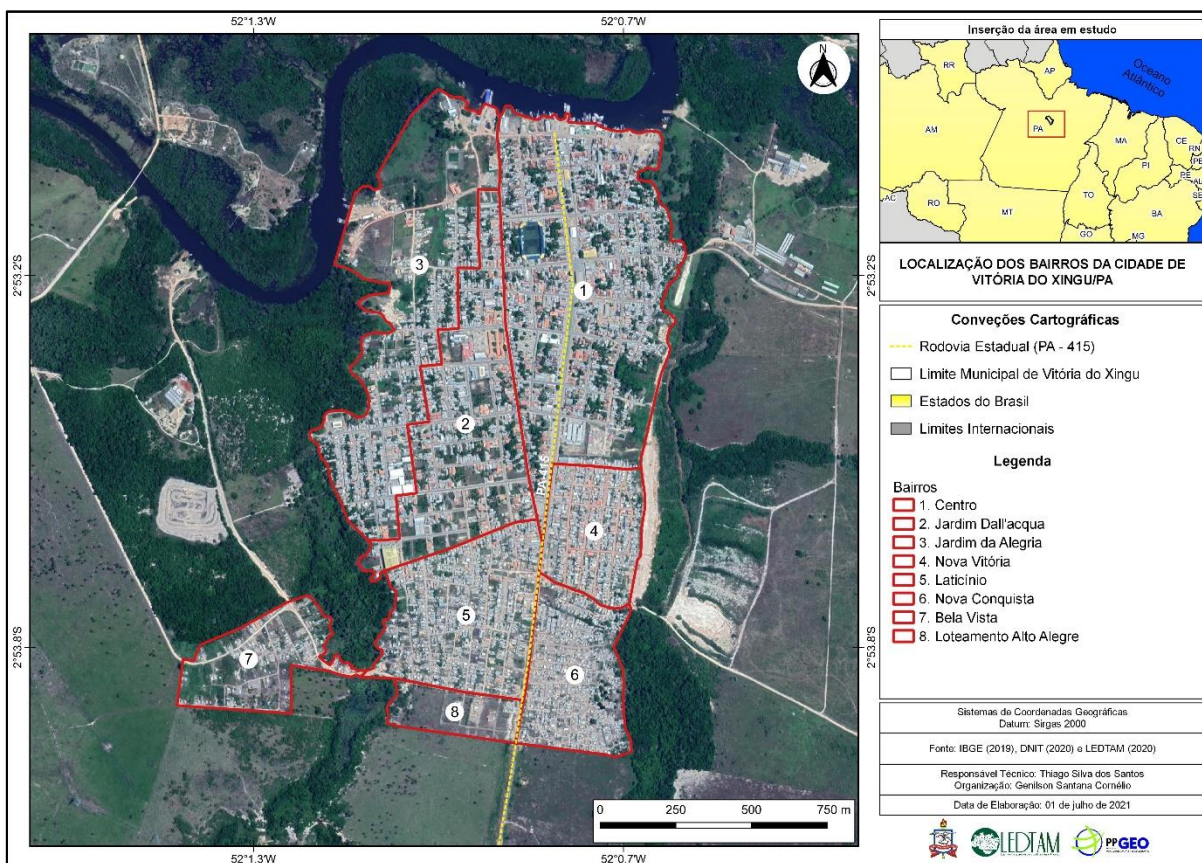 52°1.3'W
52°0.7'W
N
2°53.2'S
2°53.2'S
2°53.8'S
2°53.8'S
1
2
3
4
5
6
7
8
PA-415
0 250 500 750 m
52°1.3'W
52°0.7'W
Inserção da área em estudo
RR
AP
Oceano
Atlântico
AM
PA
MA
CE
RN
PB
PI
PE
AL
SE
AC
RO
MT
TO
BA
GO
MG
LOCALIZAÇÃO DOS BAIRROS DA CIDADE DE
VITÓRIA DO XINGU/PA
Conveções Cartográficas
Rodovia Estadual (PA - 415)
Limite Municipal de Vitória do Xingu
Estados do Brasil
Limites Internacionais
Legenda
Bairros
1. Centro
2. Jardim Dall'acqua
3. Jardim da Alegria
4. Nova Vitória
5. Laticínio
6. Nova Conquista
7. Bela Vista
8. Loteamento Alto Alegre
Sistemas de Coordenadas Geográficas
Datum: Sirgas 2000
Fonte: IBGE (2019), DNIT (2020) e LEDTAM (2020)
Responsável Técnico: Thiago Silva dos Santos
Organização: Genilson Santana Cornélio
Data de Elaboração: 01 de julho de 2021
LEDTAM
PPGEO